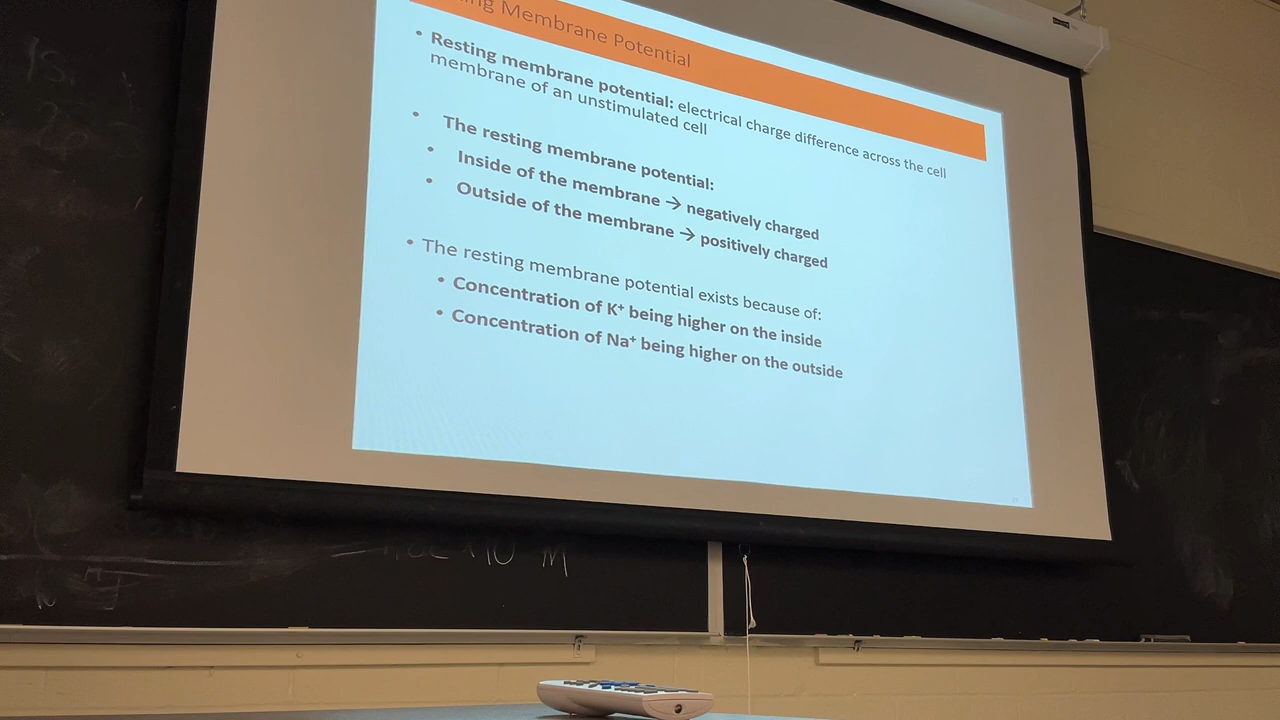 ng Membrane Potential
• Resting membrane potential: electrical charge difference across the cell
membrane of an unstimulated cell
• The resting membrane potential:
• Inside of the membrane → negatively charged
• Outside of the membrane → positively charged
• The resting membrane potential exists because of:
• Concentration of K⁺ being higher on the inside
• Concentration of Na⁺ being higher on the outside
M